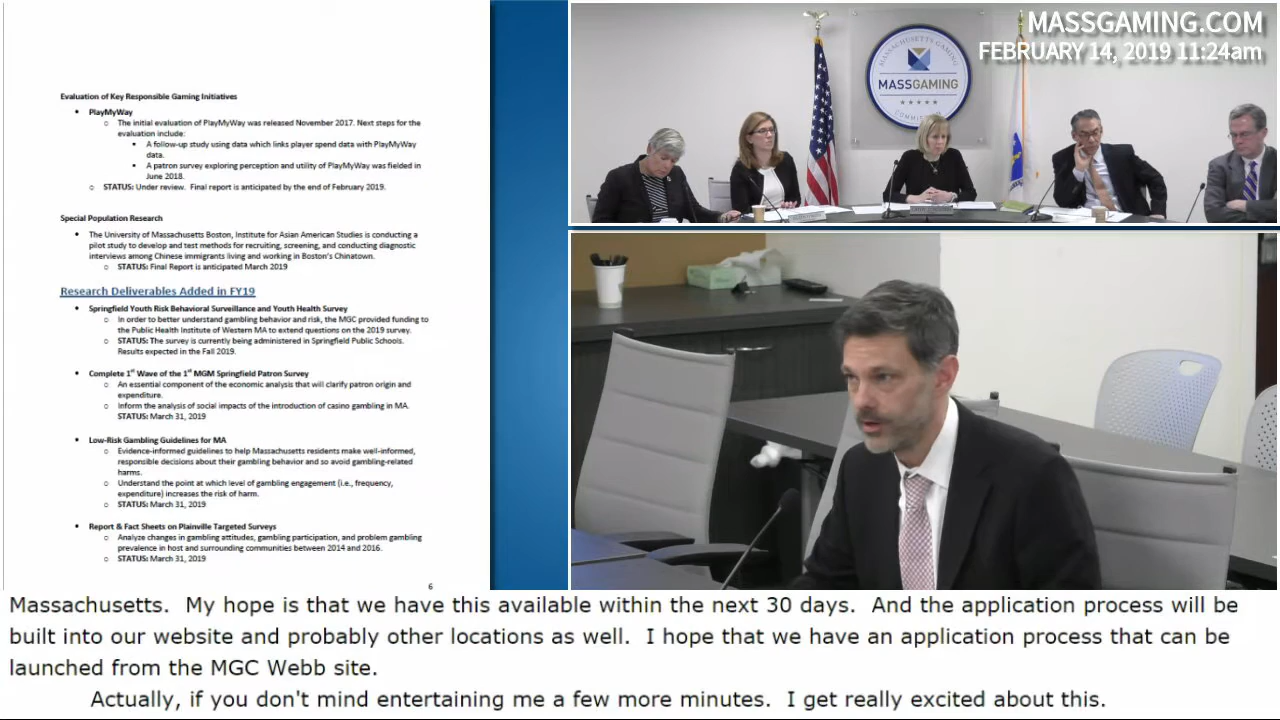 Evaluation of Key Responsible Gaming Initiatives
• PlayMyWay
o The initial evaluation of PlayMyWay was released November 2017. Next steps for the
evaluation include:
▪ A follow-up study using data which links player spend data with PlayMyWay
data.
▪ A patron survey exploring perception and utility of PlayMyWay was fielded in
June 2018.
o STATUS: Under review. Final report is anticipated by the end of February 2019.
Special Population Research
• The University of Massachusetts Boston, Institute for Asian American Studies is conducting a
pilot study to develop and test methods for recruiting, screening, and conducting diagnostic
interviews among Chinese immigrants living and working in Boston's Chinatown.
o STATUS: Final Report is anticipated March 2019
Research Deliverables Added in FY19
• Springfield Youth Risk Behavioral Surveillance and Youth Health Survey
o In order to better understand gambling behavior and risk, the MGC provided funding to
the Public Health Institute of Western MA to extend questions on the 2019 survey.
o STATUS: The survey is currently being administered in Springfield Public Schools.
Results expected in the Fall 2019.
• Complete 1st Wave of the 1st MGM Springfield Patron Survey
o An essential component of the economic analysis that will clarify patron origin and
expenditure.
o Inform the analysis of social impacts of the introduction of casino gambling in MA.
STATUS: March 31, 2019
• Low-Risk Gambling Guidelines for MA
o Evidence-informed guidelines to help Massachusetts residents make well-informed,
responsible decisions about their gambling behavior and so avoid gambling-related
harms.
o Understand the point at which level of gambling engagement (i.e., frequency,
expenditure) increases the risk of harm.
o STATUS: March 31, 2019
• Report & Fact Sheets on Plainville Targeted Surveys
o Analyze changes in gambling attitudes, gambling participation, and problem gambling
prevalence in host and surrounding communities between 2014 and 2016.
o STATUS: March 31, 2019
6
MASSGAMING.COM
FEBRUARY 14, 2019 11:24am
MASSACHUSETTS GAMING
MASSGAMING
Massachusetts. My hope is that we have this available within the next 30 days. And the application process will be
built into our website and probably other locations as well. I hope that we have an application process that can be
launched from the MGC Webb site.
Actually, if you don't mind entertaining me a few more minutes. I get really excited about this.